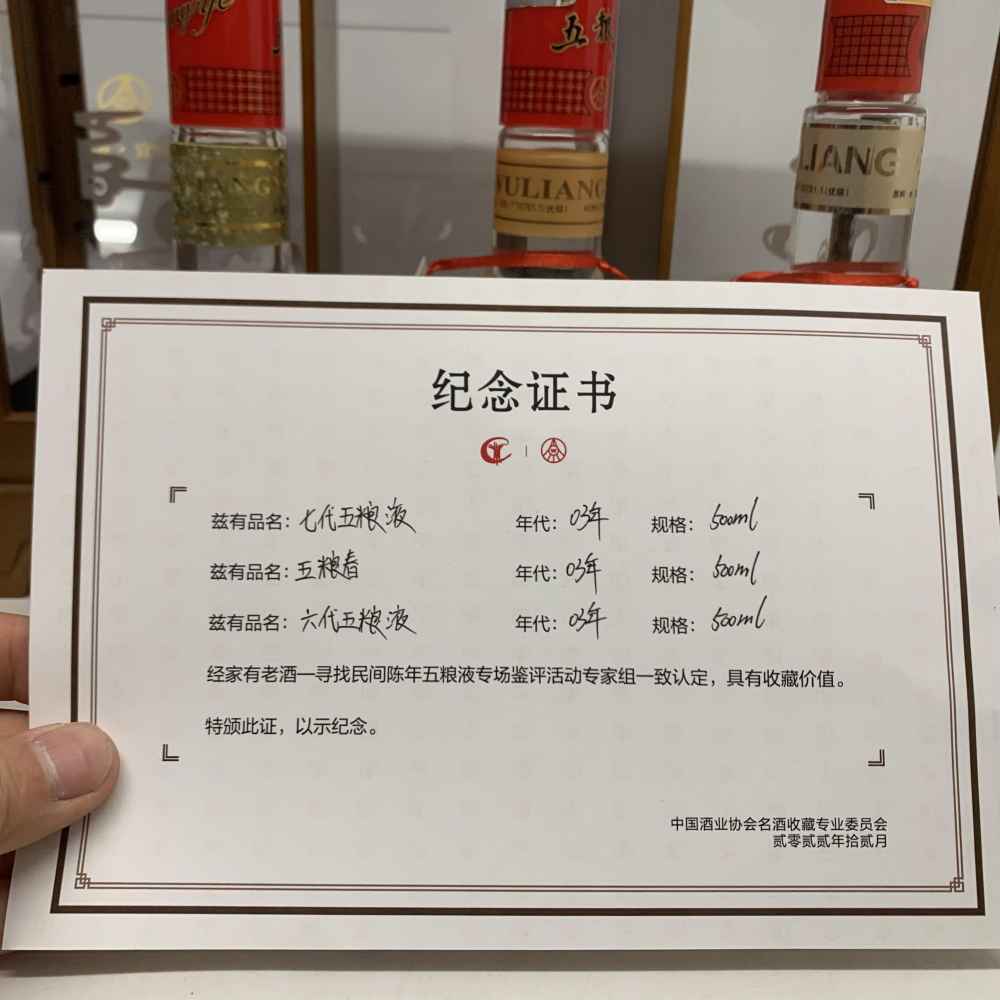 五粮
WULIANG
LIANG
纪念证书
兹有品名：七代五粮液 年代：03年 规格：500ml
兹有品名：五粮春 年代：03年 规格：500ml
兹有品名：六代五粮液 年代：03年 规格：500ml
经家有老酒—寻找民间陈年五粮液专场鉴评活动专家组一致认定，具有收藏价值。
特颁此证，以示纪念。
中国酒业协会名酒收藏专业委员会
贰零贰贰年拾贰月